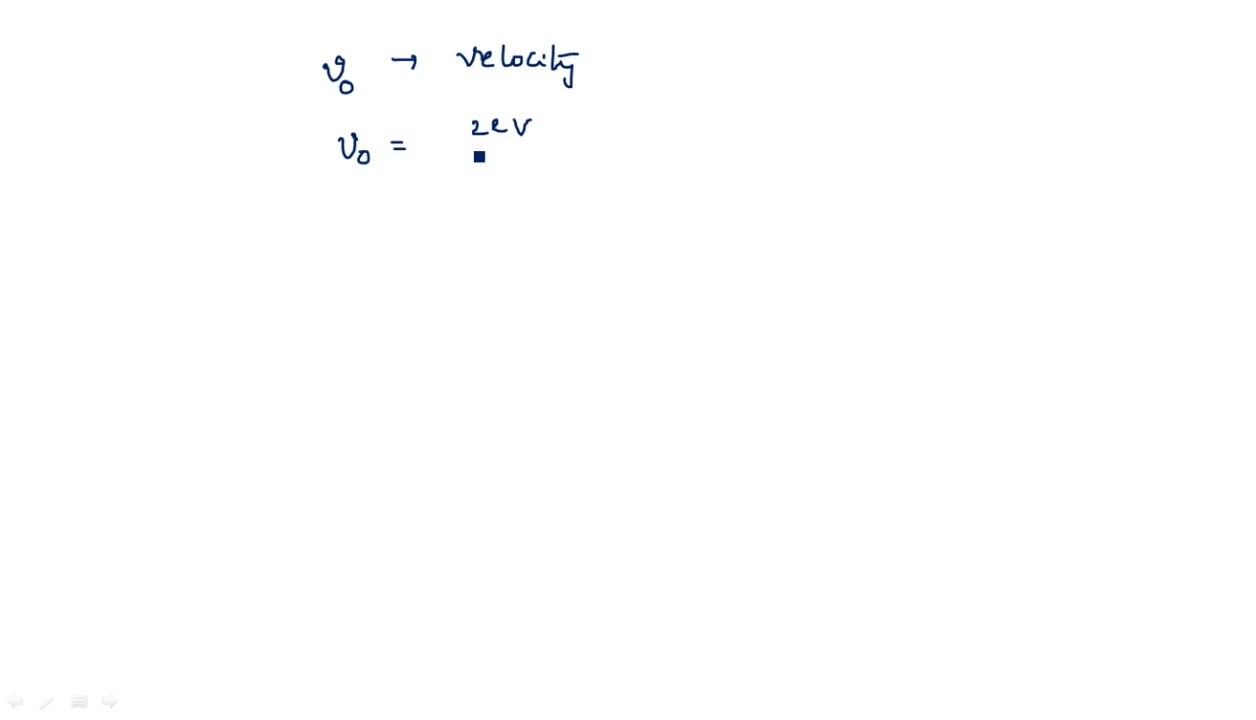 v₀ → velocity
v₀ = 2eV